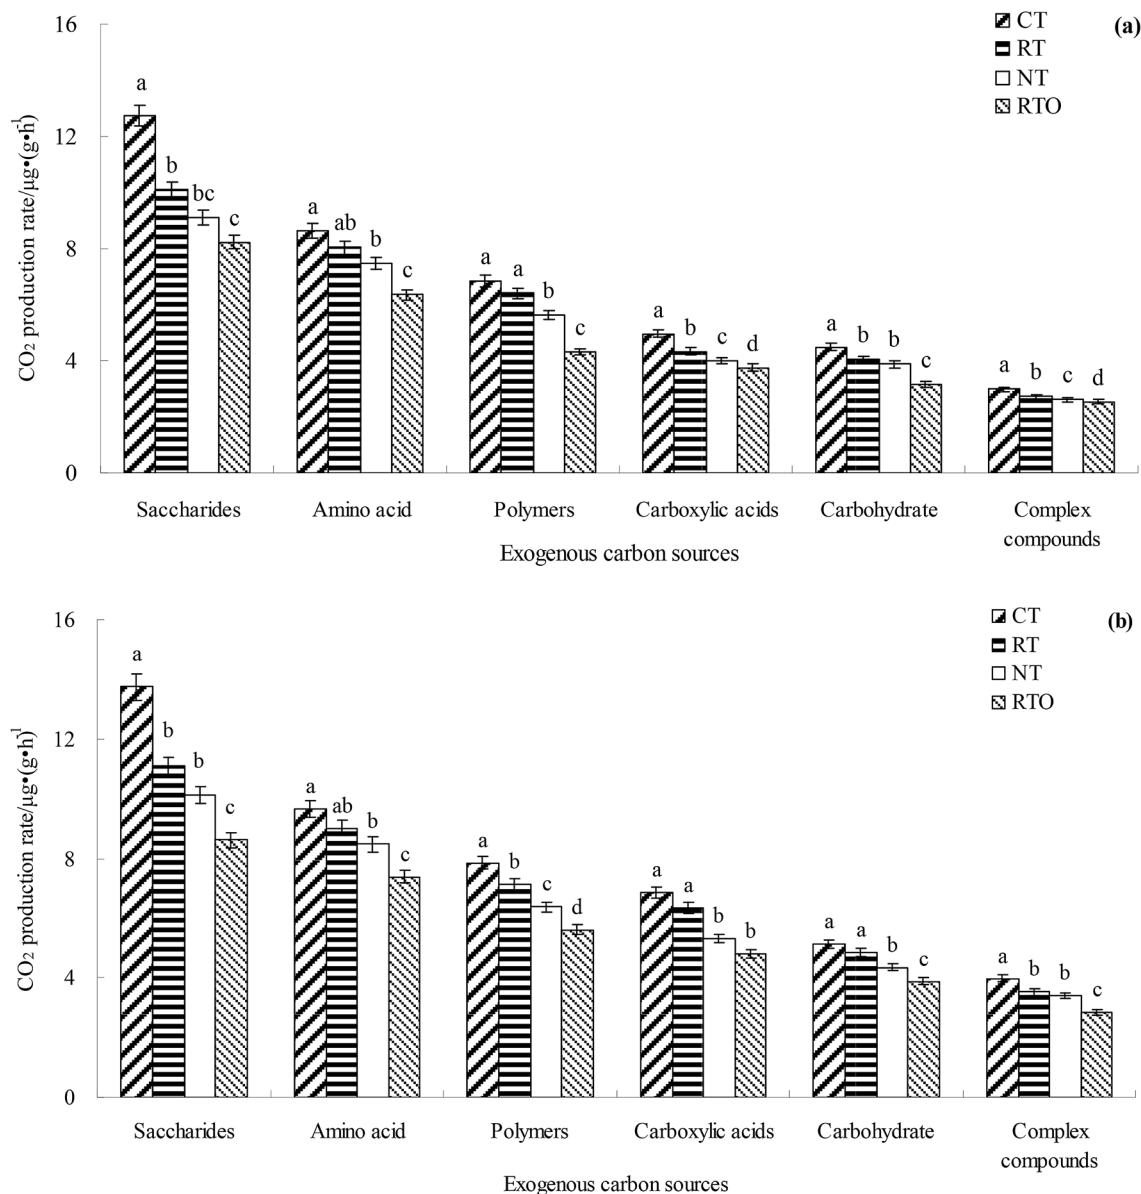 (a)
CT
RT
NT
RTO
CO₂ production rate/μg•(g•h)⁻¹
16
12
8
4
0
a b bc c
a ab b c
a a b c
a b c d
a b b c
a b c d
Saccharides Amino acid Polymers Carboxylic acids Carbohydrate Complex compounds
Exogenous carbon sources
(b)
CT
RT
NT
RTO
CO₂ production rate/μg•(g•h)¹
16
12
8
4
0
a b b c
a ab b c
a b c d
a a b b
a a b c
a b b c
Saccharides Amino acid Polymers Carboxylic acids Carbohydrate Complex compounds
Exogenous carbon sources